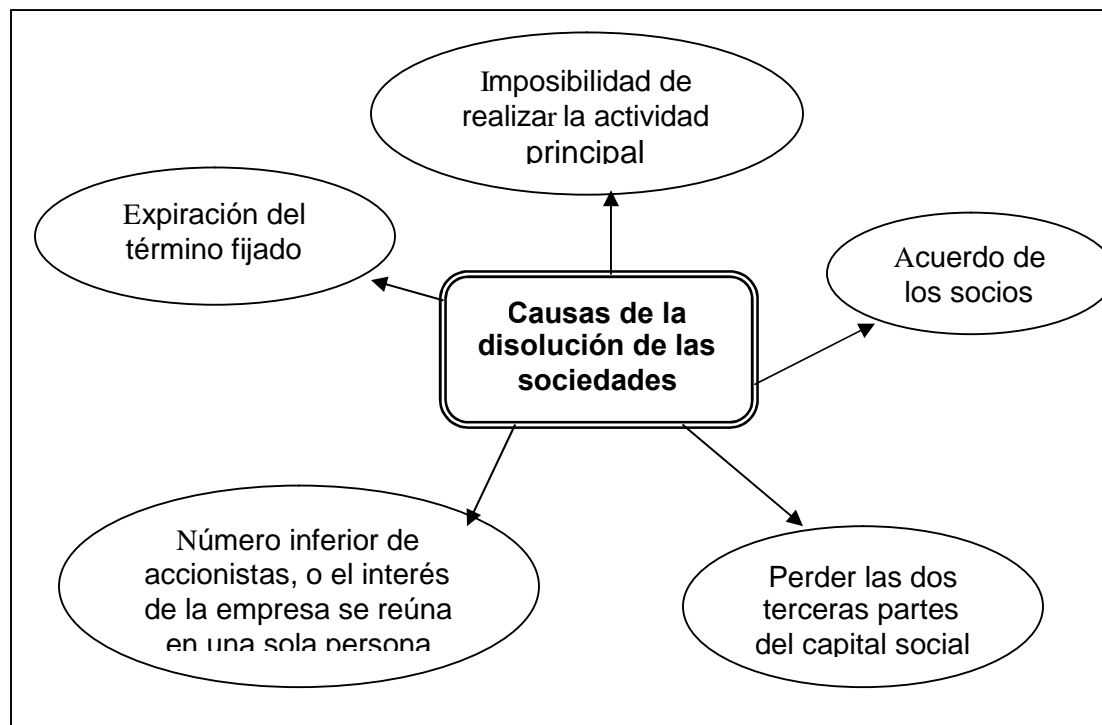 Imposibilidad de
realizar la actividad
principal
Expiración del
término fijado
Acuerdo de
los socios
Causas de la
disolución de las
sociedades
Número inferior de
accionistas, o el interés
de la empresa se reúna
en una sola persona
Perder las dos
terceras partes
del capital social